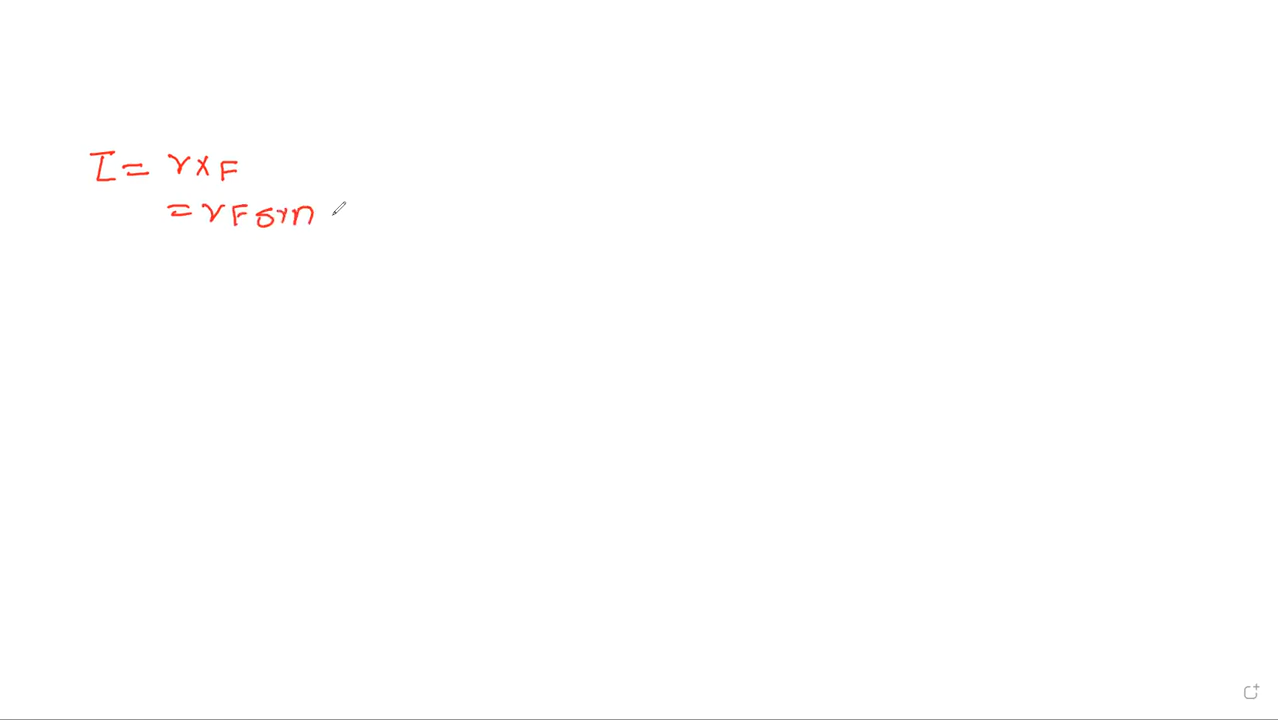 τ = r × F
= r F sin